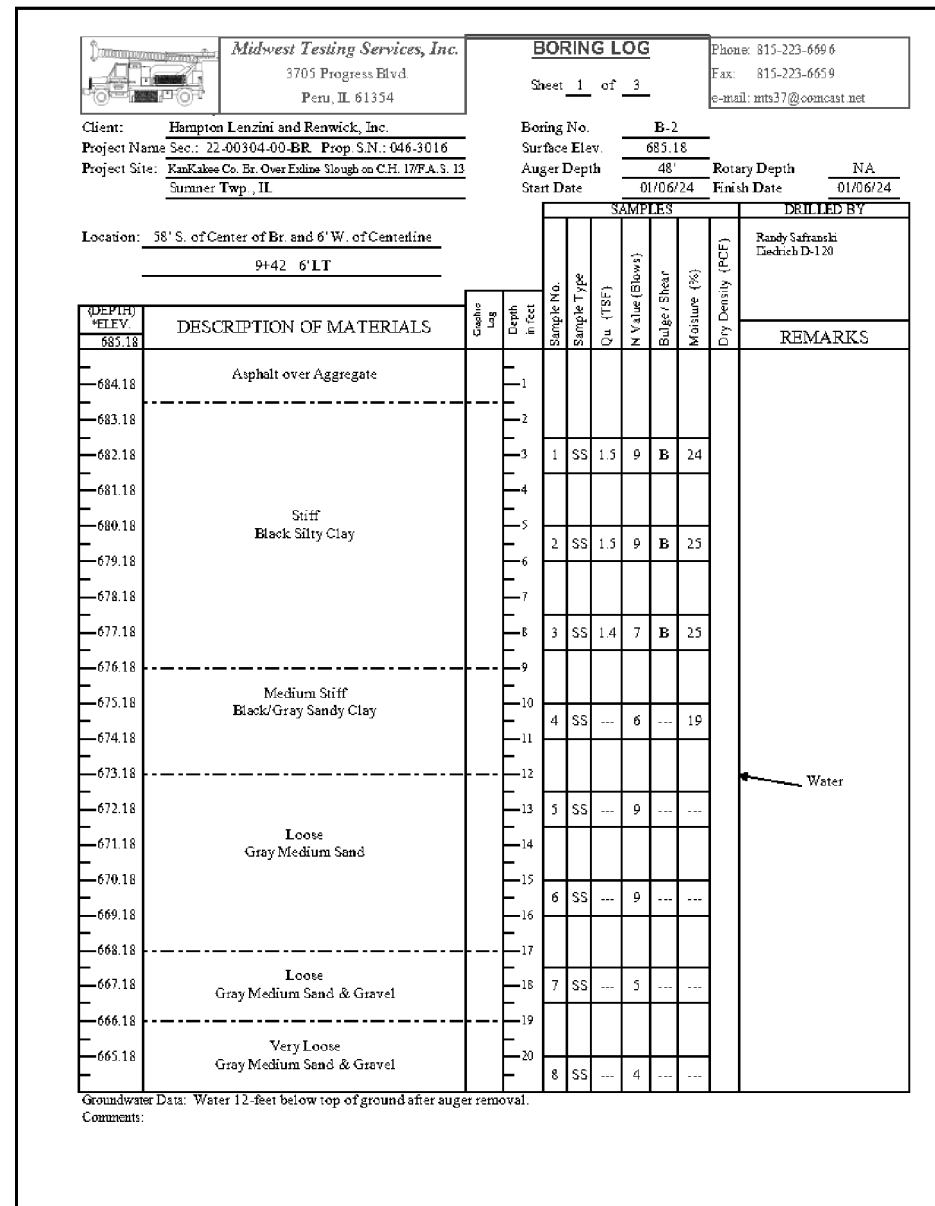 Midwest Testing Services, Inc.
3705 Progress Blvd.
Peru, IL 61354
BORING LOG
Sheet 1 of 3
Phone: 815-223-6696
Fax: 815-223-6659
e-mail: mts37@comcast.net
Client: Hampton Lenzini and Renwick, Inc.
Project Name Sec.: 22-00304-00-BR Prop. S.N.: 046-3016
Project Site: KanKakee Co. Br. Over Exline Slough on C.H. 17/F.A.S. 13
Sumner Twp., IL
Boring No. B-2
Surface Elev. 685.18
Auger Depth 48' Rotary Depth NA
Start Date 01/06/24 Finish Date 01/06/24
Location: 58' S. of Center of Br. and 6' W. of Centerline
9+42 6' LT
SAMPLES
DRILLED BY
Randy Safranski
Diedrich D-120
(DEPTH)
*ELEV.
685.18
DESCRIPTION OF MATERIALS
Graphic Log
Depth in feet
Sample No.
Sample Type
Qu (TSF)
N Value (Blows)
Bulge / Shear
Moisture (%)
Dry Density (PCF)
REMARKS
Asphalt over Aggregate
684.18 1
683.18 2
682.18 3 1 SS 1.5 9 B 24
681.18 4
Stiff
680.18 5
Black Silty Clay
2 SS 1.5 9 B 25
679.18 6
678.18 7
677.18 8 3 SS 1.4 7 B 25
676.18 9
Medium Stiff
675.18 10
Black/Gray Sandy Clay
4 SS --- 6 --- 19
674.18 11
673.18 12
Water
672.18 13 5 SS --- 9 --- ---
Loose
671.18 14
Gray Medium Sand
670.18 15
6 SS --- 9 --- ---
669.18 16
668.18 17
Loose
667.18 18 7 SS --- 5 --- ---
Gray Medium Sand & Gravel
666.18 19
Very Loose
665.18 20
Gray Medium Sand & Gravel
8 SS --- 4 --- ---
Groundwater Data: Water 12-feet below top of ground after auger removal.
Comments: